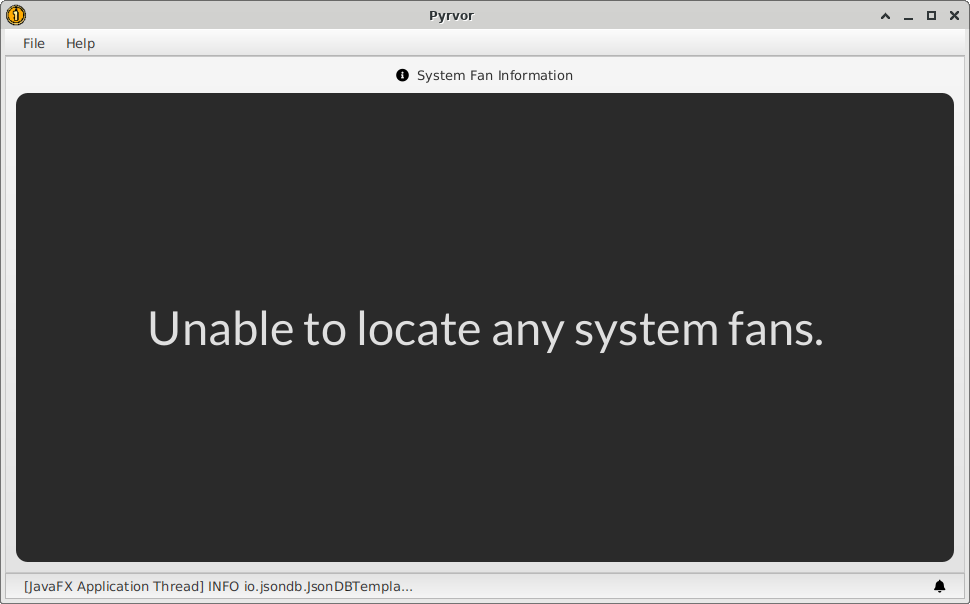 Pyrvor
File Help
System Fan Information
Unable to locate any system fans.
[JavaFX Application Thread] INFO io.jsondb.JsonDBTempla...